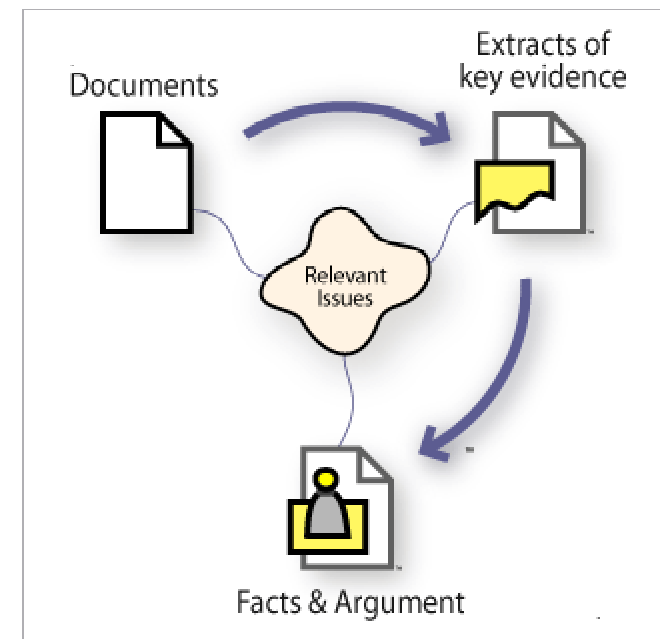 Documents
Extracts of
key evidence
Relevant
Issues
Facts & Argument